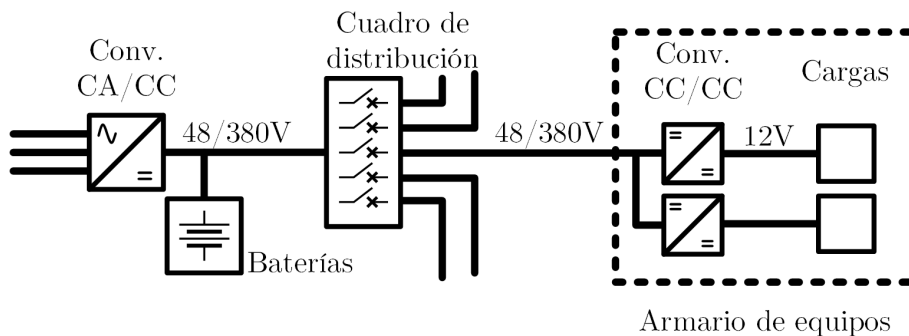 Conv.
CA/CC
48/380V
Baterías
Cuadro de
distribución
48/380V
Conv.
CC/CC
Cargas
12V
Armario de equipos